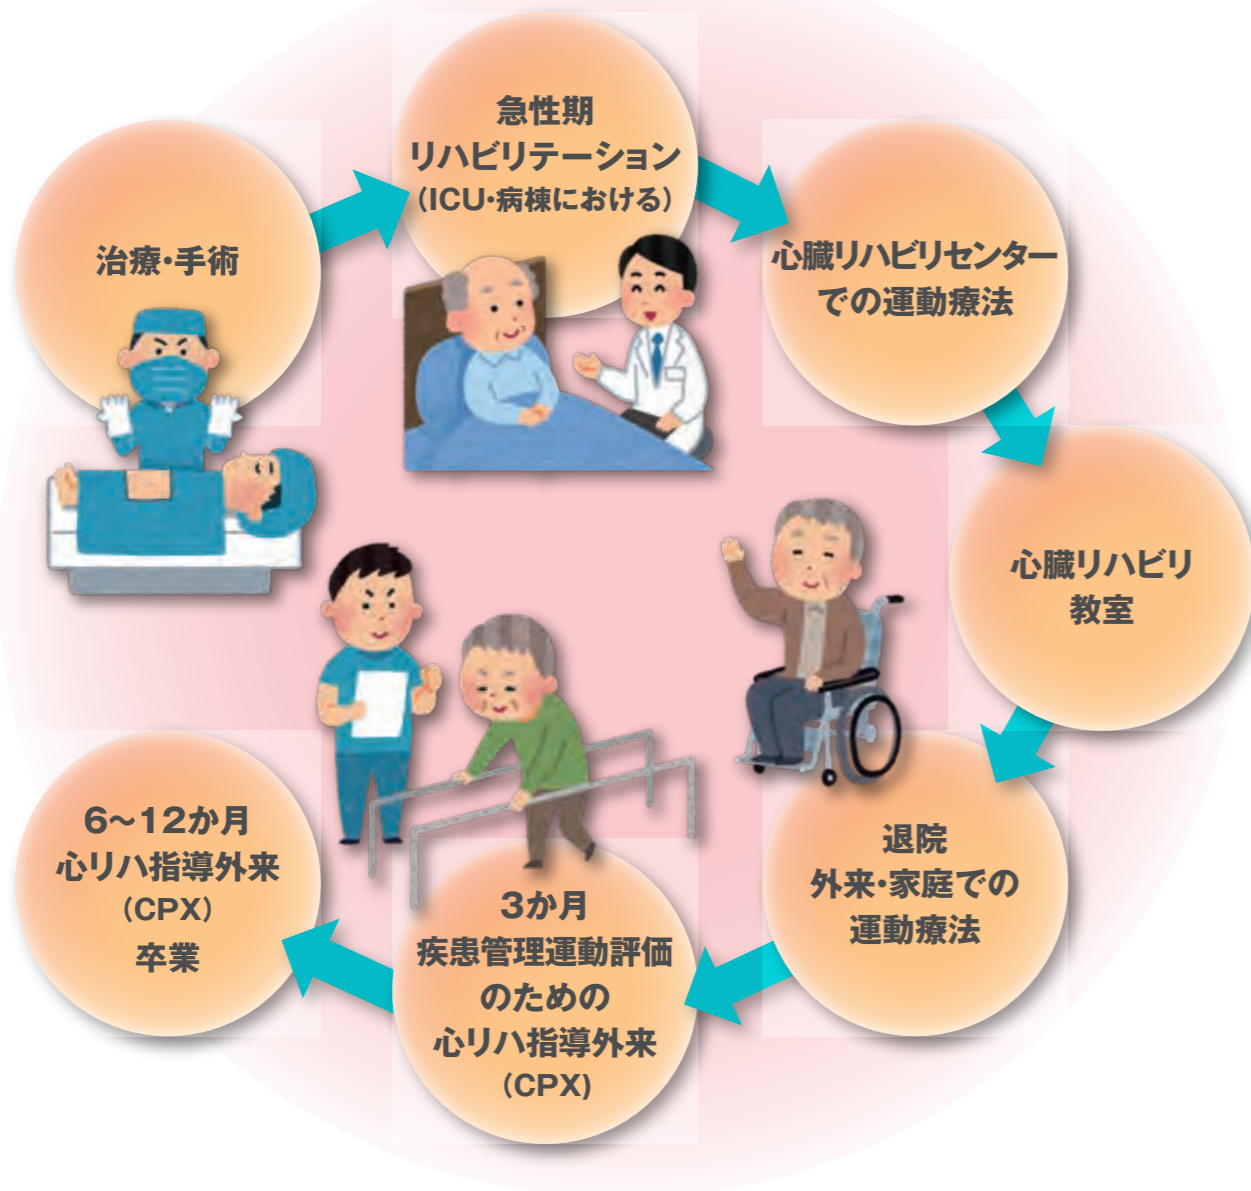 治療・手術
急性期
リハビリテーション
（ICU・病棟における）
心臓リハビリセンター
での運動療法
心臓リハビリ
教室
退院
外来・家庭での
運動療法
3か月
疾患管理運動評価
のための
心リハ指導外来
（CPX）
6〜12か月
心リハ指導外来
（CPX）
卒業